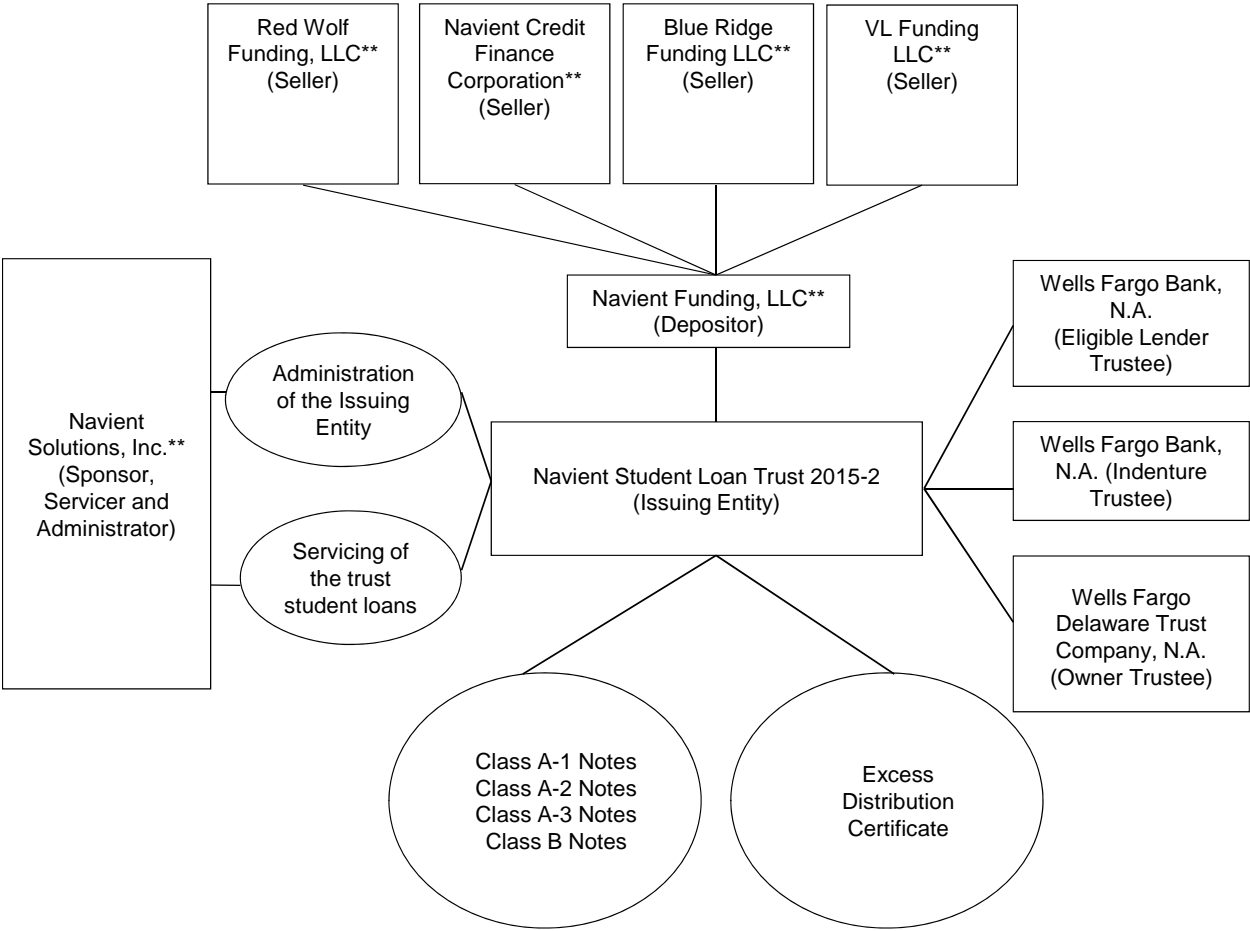 Red Wolf
Funding, LLC**
(Seller)
Navient Credit
Finance
Corporation**
(Seller)
Blue Ridge
Funding LLC**
(Seller)
VL Funding
LLC**
(Seller)
Navient Funding, LLC**
(Depositor)
Navient
Solutions, Inc.**
(Sponsor,
Servicer and
Administrator)
Administration
of the Issuing
Entity
Servicing of
the trust
student loans
Navient Student Loan Trust 2015-2
(Issuing Entity)
Wells Fargo Bank,
N.A.
(Eligible Lender
Trustee)
Wells Fargo Bank,
N.A. (Indenture
Trustee)
Wells Fargo
Delaware Trust
Company, N.A.
(Owner Trustee)
Class A-1 Notes
Class A-2 Notes
Class A-3 Notes
Class B Notes
Excess
Distribution
Certificate